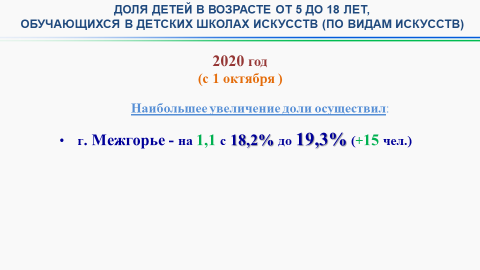 ДОЛЯ ДЕТЕЙ В ВОЗРАСТЕ ОТ 5 ДО 18 ЛЕТ,
ОБУЧАЮЩИХСЯ В ДЕТСКИХ ШКОЛАХ ИСКУССТВ (ПО ВИДАМ ИСКУССТВ)
2020 год
(с 1 октября )
Наибольшее увеличение доли осуществил:
• г. Межгорье - на 1,1 с 18,2% до 19,3% (+15 чел.)